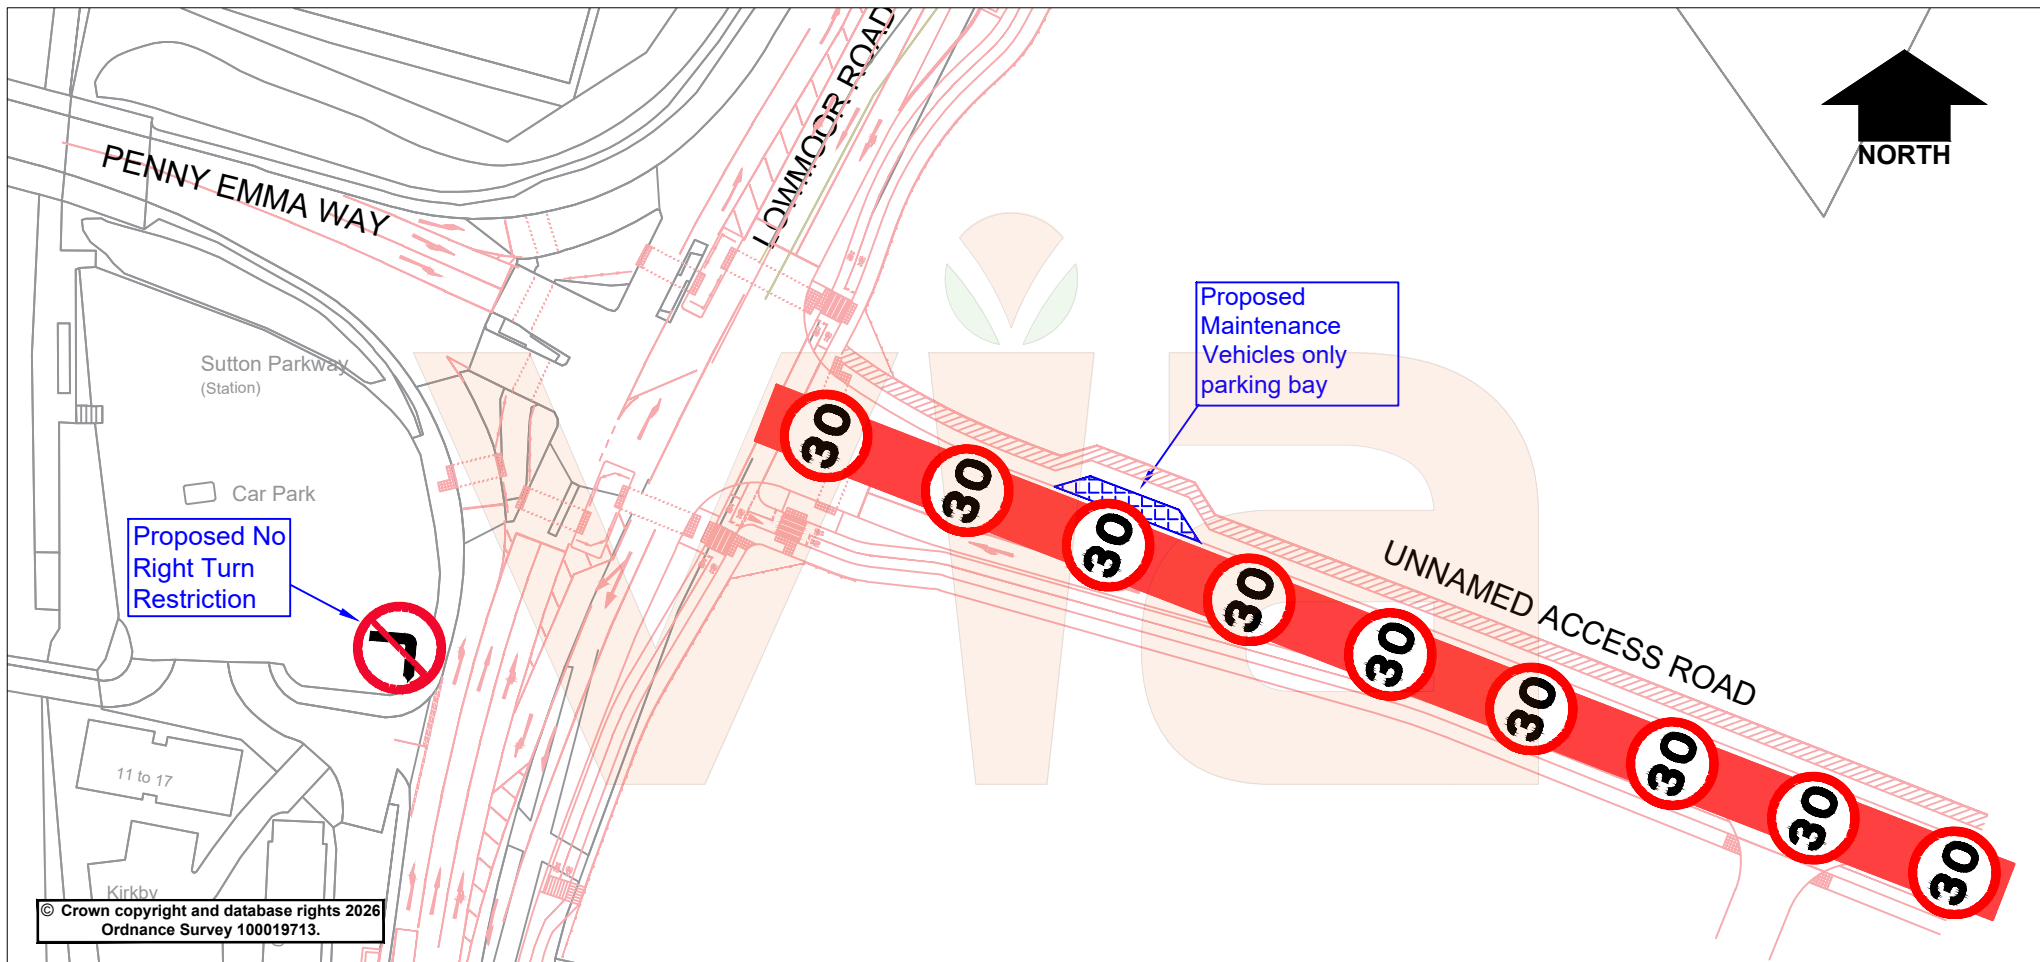 PENNY EMMA WAY
LOWMOOR ROAD
NORTH
Proposed
Maintenance
Vehicles only
parking bay
Sutton Parkway
(Station)
Car Park
Proposed No
Right Turn
Restriction
UNNAMED ACCESS ROAD
30
30
30
30
30
30
30
30
30
via
11 to 17
Kirkby
© Crown copyright and database rights 2026
Ordnance Survey 100019713.